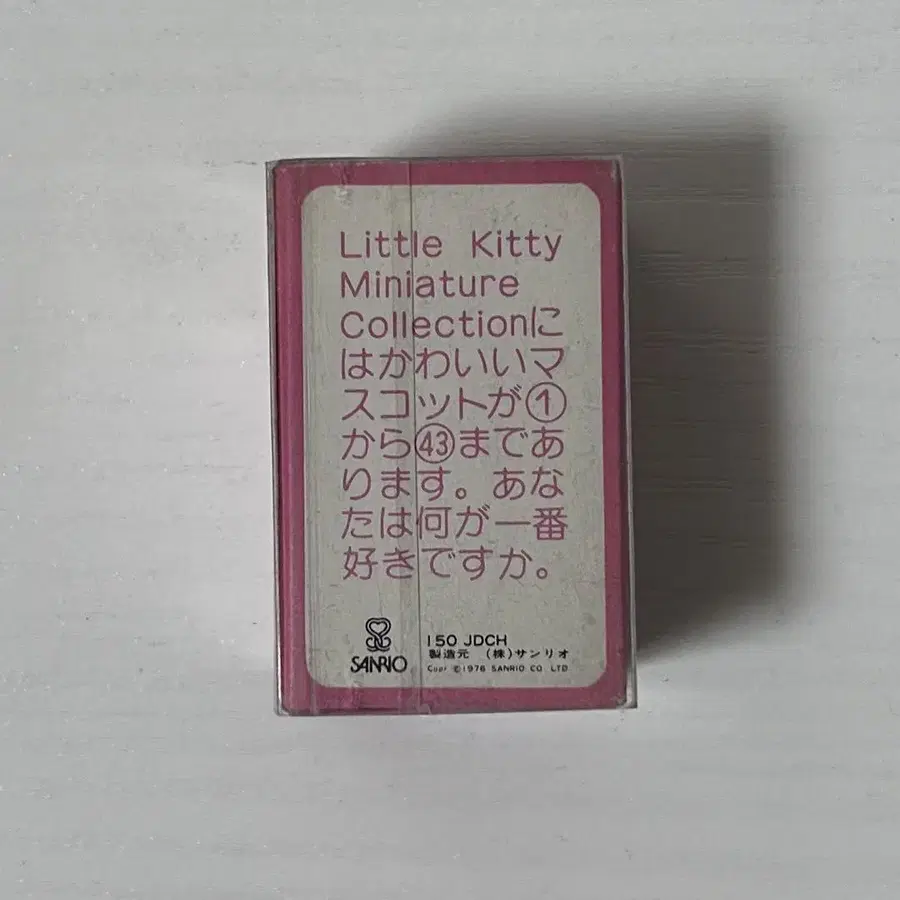 Little Kitty
Miniature
Collectionに
はかわいいマ
スコットが①
から㊸まであ
ります。あな
たは何が一番
好きですか。
SANRIO
150 JDCH
製造元 (株)サンリオ
Copr ©1976 SANRIO CO LTD